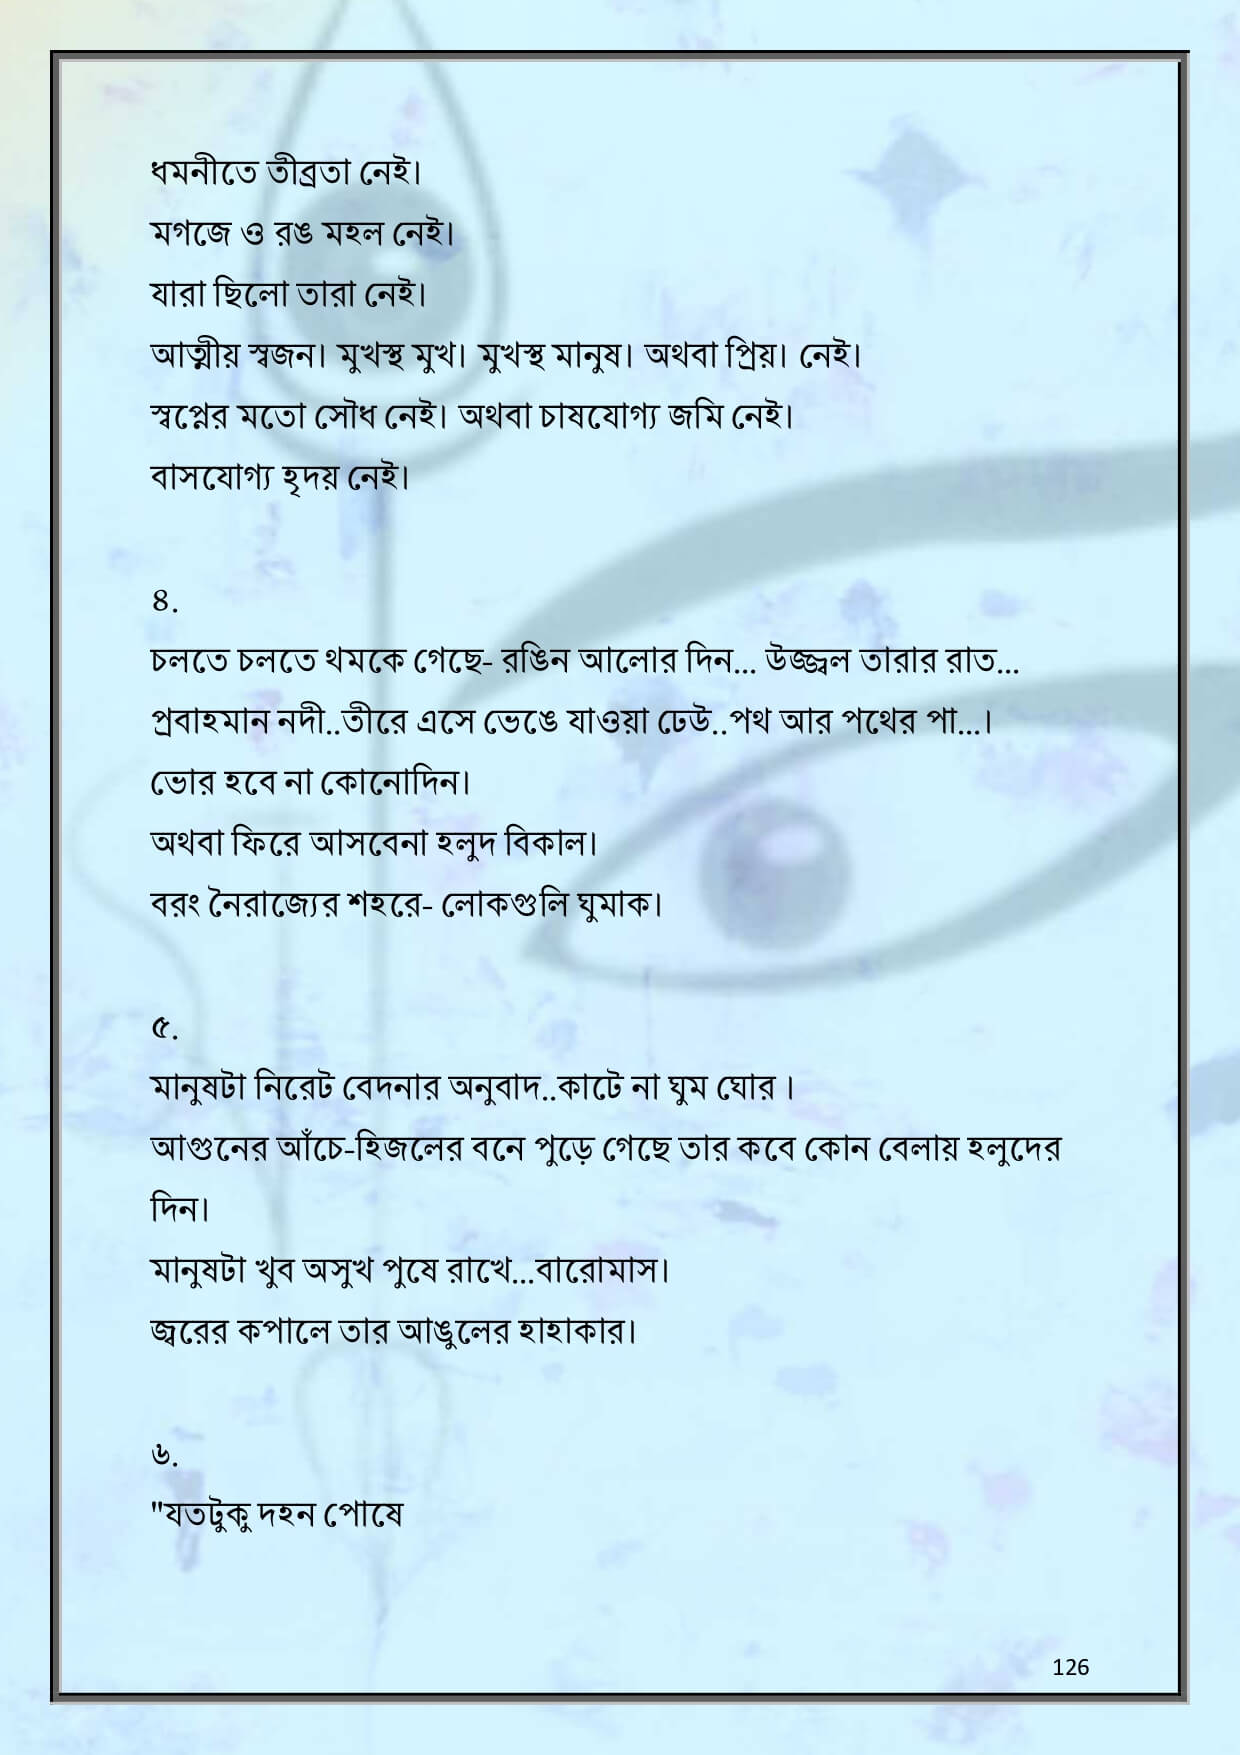 ধমনীতে তীব্রতা নেই।
মগজে ও রঙ মহল নেই।
যারা ছিলো তারা নেই।
আত্মীয় স্বজন। মুখস্থ মুখ। মুখস্থ মানুষ। অথবা প্রিয়। নেই।
স্বপ্নের মতো সৌধ নেই। অথবা চাষযোগ্য জমি নেই।
বাসযোগ্য হৃদয় নেই।
৪.
চলতে চলতে থমকে গেছে- রঙিন আলোর দিন... উজ্জ্বল তারার রাত...
প্রবাহমান নদী..তীরে এসে ভেঙে যাওয়া ঢেউ..পথ আর পথের পা...।
ভোর হবে না কোনোদিন।
অথবা ফিরে আসবেনা হলুদ বিকাল।
বরং নৈরাজ্যের শহরে- লোকগুলি ঘুমাক।
৫.
মানুষটা নিরেট বেদনার অনুবাদ..কাটে না ঘুম ঘোর ।
আগুনের আঁচে-হিজলের বনে পুড়ে গেছে তার কবে কোন বেলায় হলুদের
দিন।
মানুষটা খুব অসুখ পুষে রাখে...বারোমাস।
জ্বরের কপালে তার আঙুলের হাহাকার।
৬.
"যতটুকু দহন পোষে
126